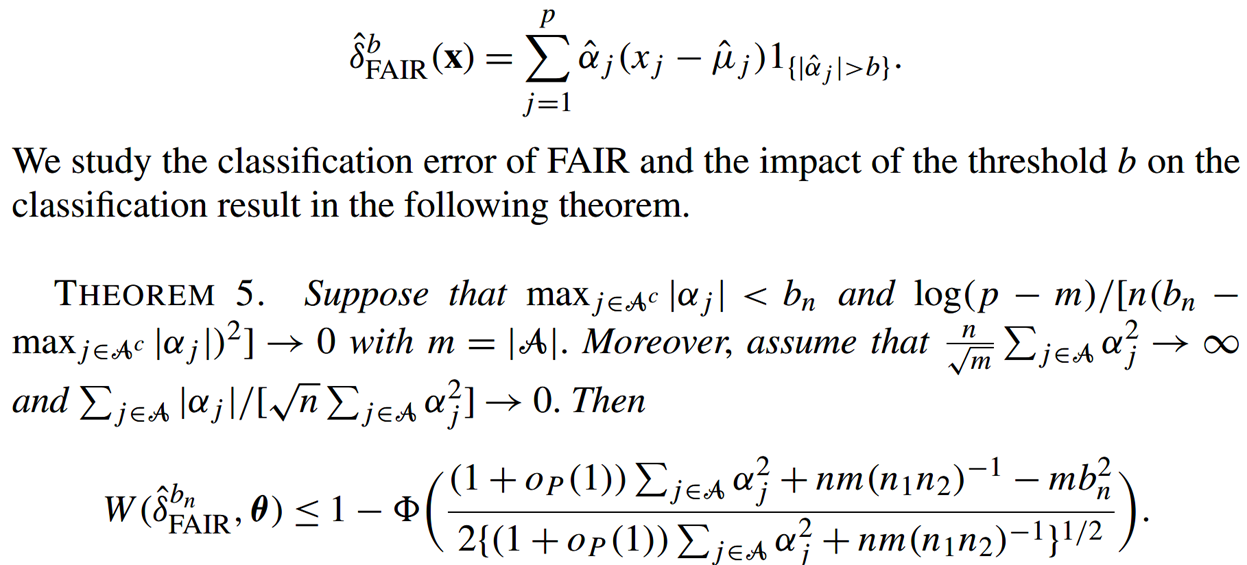 $$\hat{\delta}^{b}_{\text{FAIR}}(\mathbf{x}) = \sum_{j=1}^{p} \hat{\alpha}_j (x_j - \hat{\mu}_j) 1_{\{|\hat{\alpha}_j| > b\}}.$$
We study the classification error of FAIR and the impact of the threshold $b$ on the
classification result in the following theorem.
THEOREM 5. Suppose that $\max_{j \in \mathcal{A}^c} |\alpha_j| < b_n$ and $\log(p - m)/[n(b_n -$
$\max_{j \in \mathcal{A}^c} |\alpha_j|)^2] \to 0$ with $m = |\mathcal{A}|$. Moreover, assume that $\frac{n}{\sqrt{m}} \sum_{j \in \mathcal{A}} \alpha_j^2 \to \infty$
and $\sum_{j \in \mathcal{A}} |\alpha_j| / [\sqrt{n} \sum_{j \in \mathcal{A}} \alpha_j^2] \to 0$. Then
$$W(\hat{\delta}^{b_n}_{\text{FAIR}}, \boldsymbol{\theta}) \le 1 - \Phi\left( \frac{(1 + o_P(1)) \sum_{j \in \mathcal{A}} \alpha_j^2 + nm(n_1 n_2)^{-1} - m b_n^2}{2\{(1 + o_P(1)) \sum_{j \in \mathcal{A}} \alpha_j^2 + nm(n_1 n_2)^{-1}\}^{1/2}} \right).$$